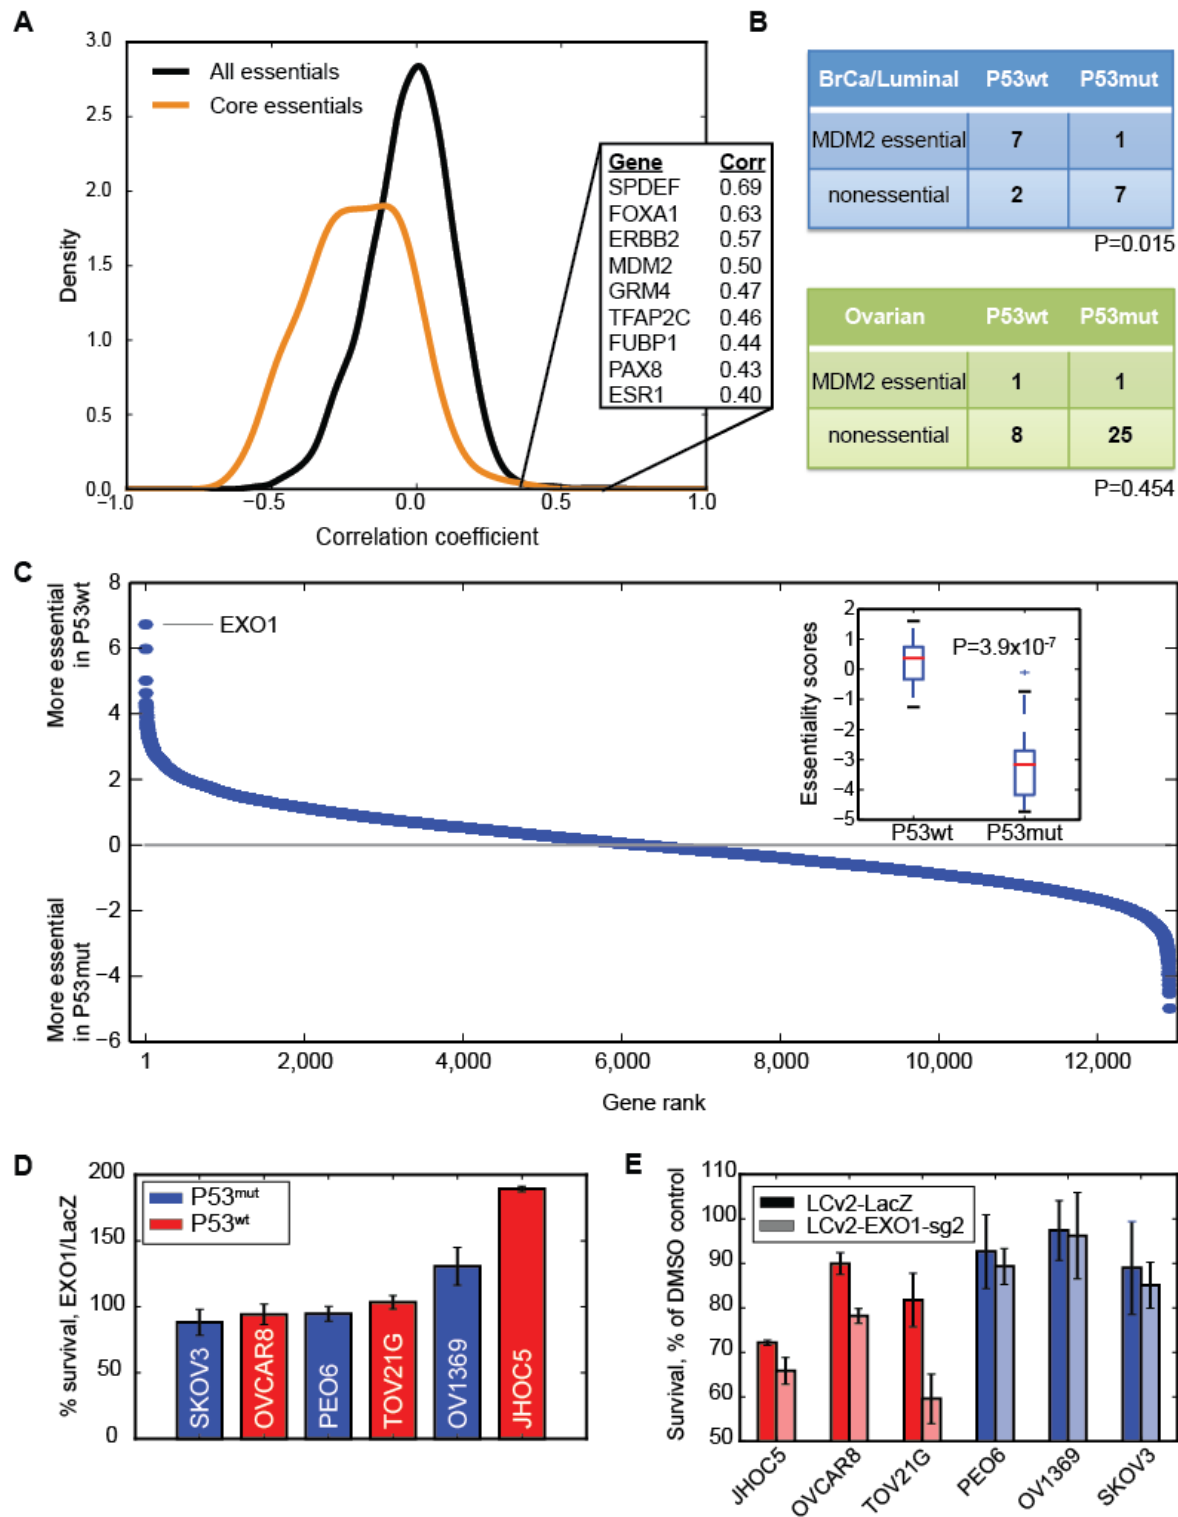 A
3.0
2.5
2.0
1.5
1.0
0.5
0.0
Density
All essentials
Core essentials
Gene Corr
SPDEF 0.69
FOXA1 0.63
ERBB2 0.57
MDM2 0.50
GRM4 0.47
TFAP2C 0.46
FUBP1 0.44
PAX8 0.43
ESR1 0.40
−1.0 −0.5 0.0 0.5 1.0
Correlation coefficient
B
BrCa/Luminal P53wt P53mut
MDM2 essential 7 1
nonessential 2 7
P=0.015
Ovarian P53wt P53mut
MDM2 essential 1 1
nonessential 8 25
P=0.454
C
More essential
in P53wt
More essential
in P53mut
8
6
4
2
0
−2
−4
−6
EXO1
1 2,000 4,000 6,000 8,000 10,000 12,000
Gene rank
Essentiality scores
2
1
0
−1
−2
−3
−4
−5
P=3.9x10⁻⁷
P53wt P53mut
D
% survival, EXO1/LacZ
200
150
100
50
0
P53ᵐᵘᵗ
P53ʷᵗ
SKOV3
OVCAR8
PEO6
TOV21G
OV1369
JHOC5
E
Survival, % of DMSO control
110
100
90
80
70
60
50
LCv2-LacZ
LCv2-EXO1-sg2
JHOC5
OVCAR8
TOV21G
PEO6
OV1369
SKOV3